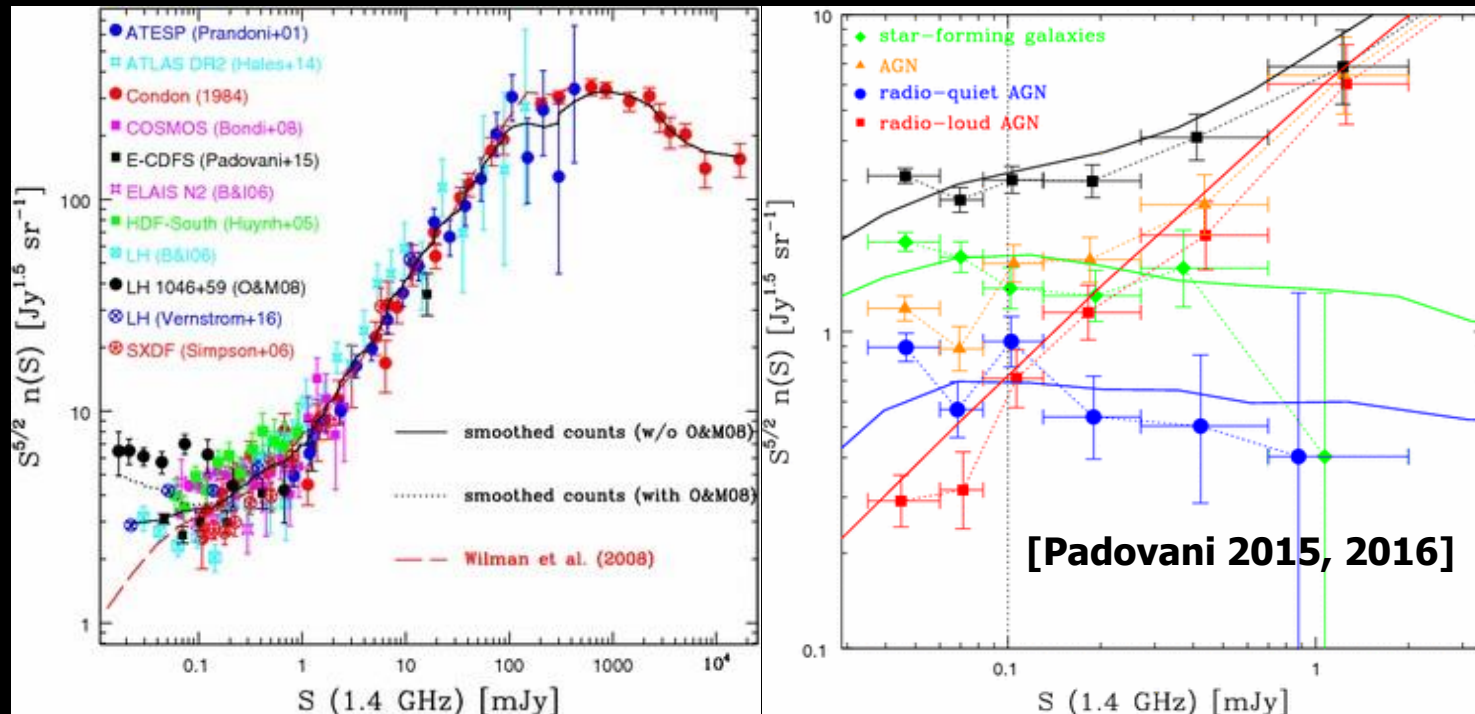 ATESP (Prandoni+01)
ATLAS DR2 (Hales+14)
Condon (1984)
COSMOS (Bondi+08)
E-CDFS (Padovani+15)
ELAIS N2 (B&I06)
HDF-South (Huynh+05)
LH (B&I06)
LH 1046+59 (O&M08)
LH (Vernstrom+16)
SXDF (Simpson+06)
smoothed counts (w/o O&M08)
smoothed counts (with O&M08)
Wilman et al. (2008)
100
10
1
S^5/2 n(S) [Jy^1.5 sr^-1]
0.1 1 10 100 1000 10^4
S (1.4 GHz) [mJy]
star-forming galaxies
AGN
radio-quiet AGN
radio-loud AGN
[Padovani 2015, 2016]
10
1
0.1
S^5/2 n(S) [Jy^1.5 sr^-1]
0.1 1
S (1.4 GHz) [mJy]